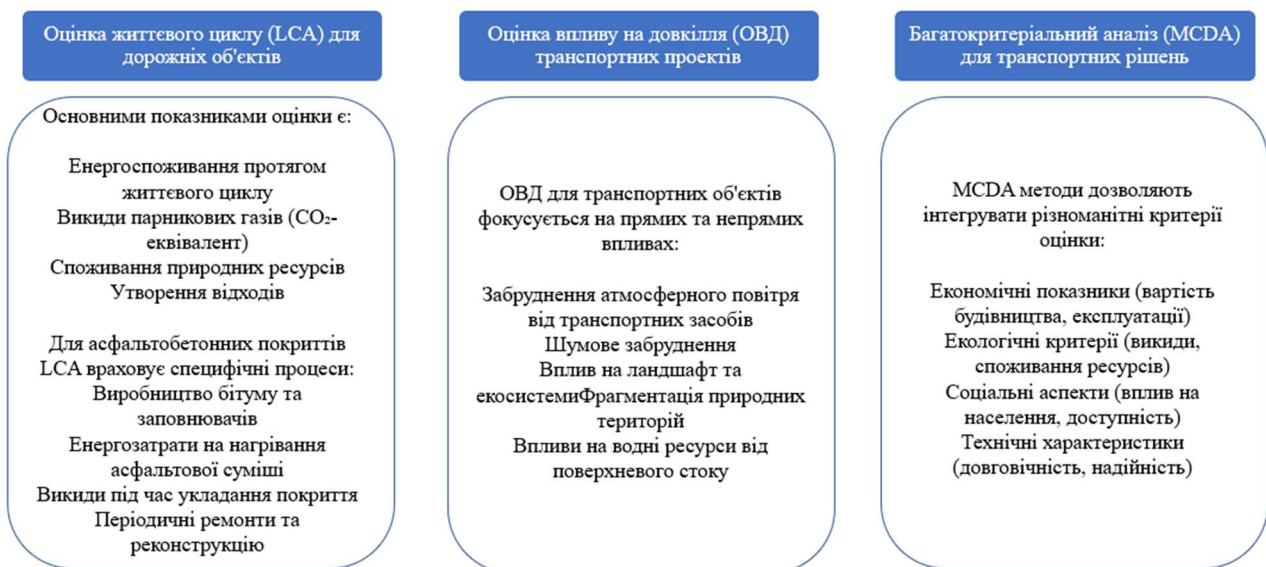 Оцінка життєвого циклу (LCA) для
дорожніх об'єктів
Основними показниками оцінки є:
Енергоспоживання протягом
життєвого циклу
Викиди парникових газів (CO₂-
еквівалент)
Споживання природних ресурсів
Утворення відходів
Для асфальтобетонних покриттів
LCA враховує специфічні процеси:
Виробництво бітуму та
заповнювачів
Енергозатрати на нагрівання
асфальтової суміші
Викиди під час укладання покриття
Періодичні ремонти та
реконструкцію
Оцінка впливу на довкілля (ОВД)
транспортних проектів
ОВД для транспортних об'єктів
фокусується на прямих та непрямих
впливах:
Забруднення атмосферного повітря
від транспортних засобів
Шумове забруднення
Вплив на ландшафт та
екосистемиФрагментація природних
територій
Впливи на водні ресурси від
поверхневого стоку
Багатокритеріальний аналіз (MCDA)
для транспортних рішень
MCDA методи дозволяють
інтегрувати різноманітні критерії
оцінки:
Економічні показники (вартість
будівництва, експлуатації)
Екологічні критерії (викиди,
споживання ресурсів)
Соціальні аспекти (вплив на
населення, доступність)
Технічні характеристики
(довговічність, надійність)